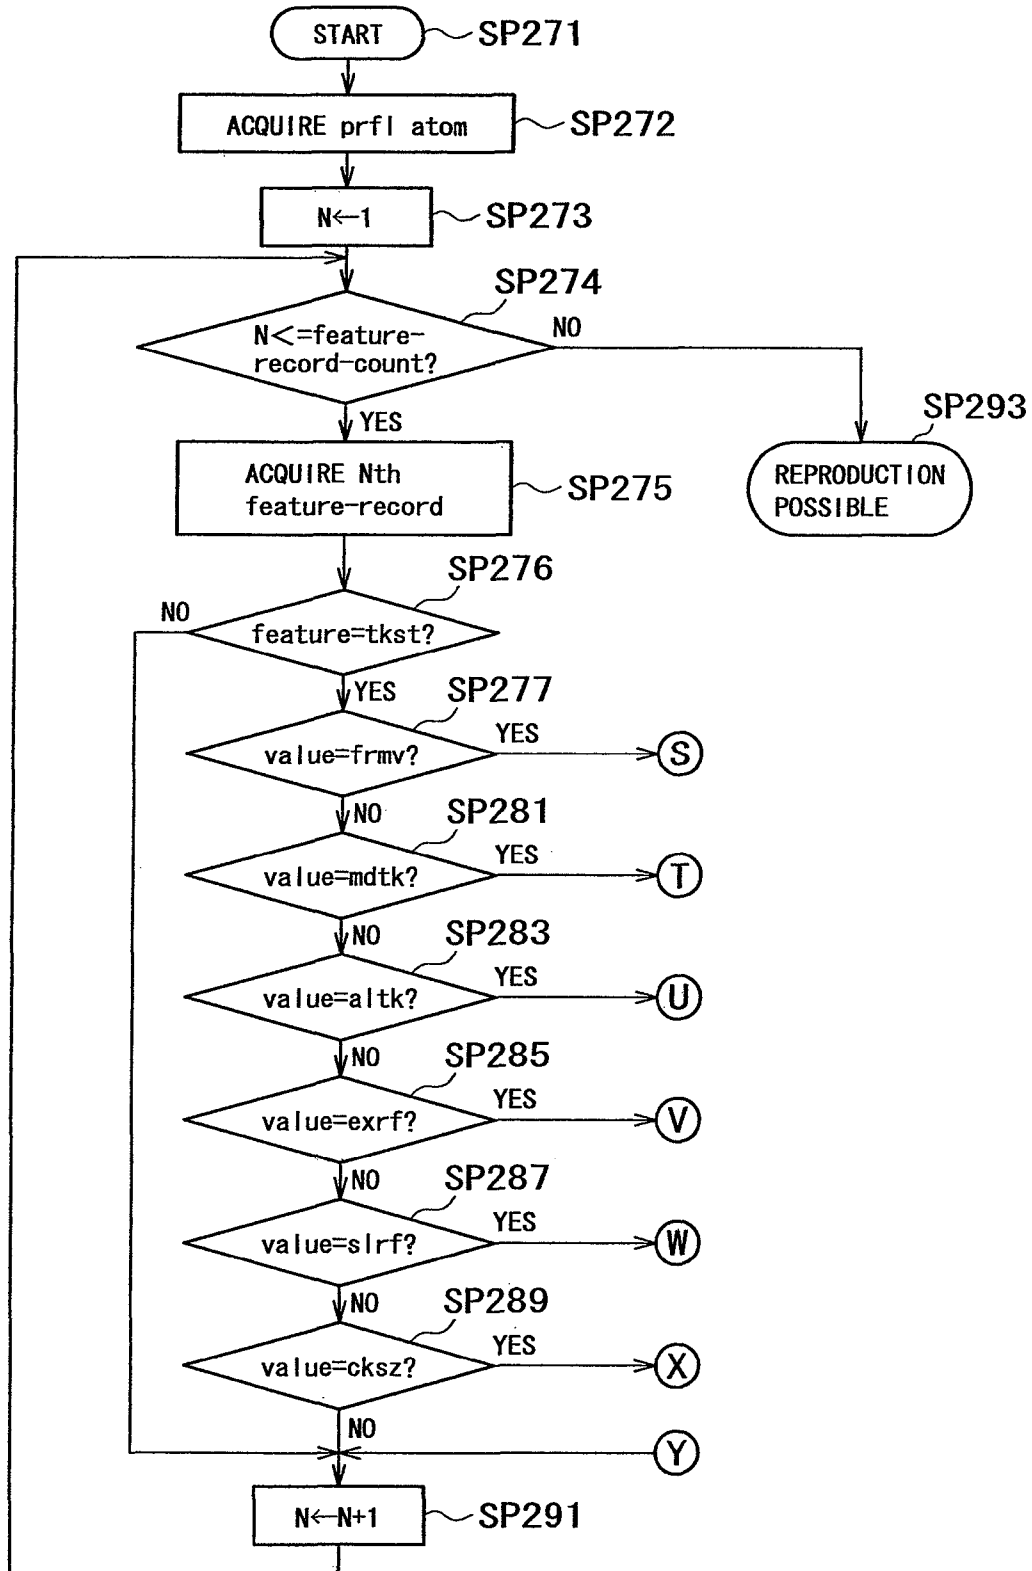 START
SP271
ACQUIRE prfl atom
SP272
N←1
SP273
SP274
N<=feature-
record-count?
NO
YES
SP293
REPRODUCTION
POSSIBLE
ACQUIRE Nth
feature-record
SP275
SP276
NO
feature=tkst?
YES
SP277
value=frmv?
YES
S
NO
SP281
value=mdtk?
YES
T
NO
SP283
value=altk?
YES
U
NO
SP285
value=exrf?
YES
V
NO
SP287
value=slrf?
YES
W
NO
SP289
value=cksz?
YES
X
NO
Y
N←N+1
SP291